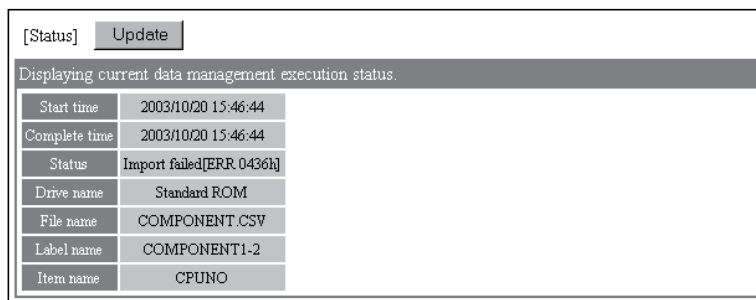 [Status] Update
Displaying current data management execution status.
Start time 2003/10/20 15:46:44
Complete time 2003/10/20 15:46:44
Status Import failed[ERR 0436h]
Drive name Standard ROM
File name COMPONENT.CSV
Label name COMPONENT1-2
Item name CPUNO